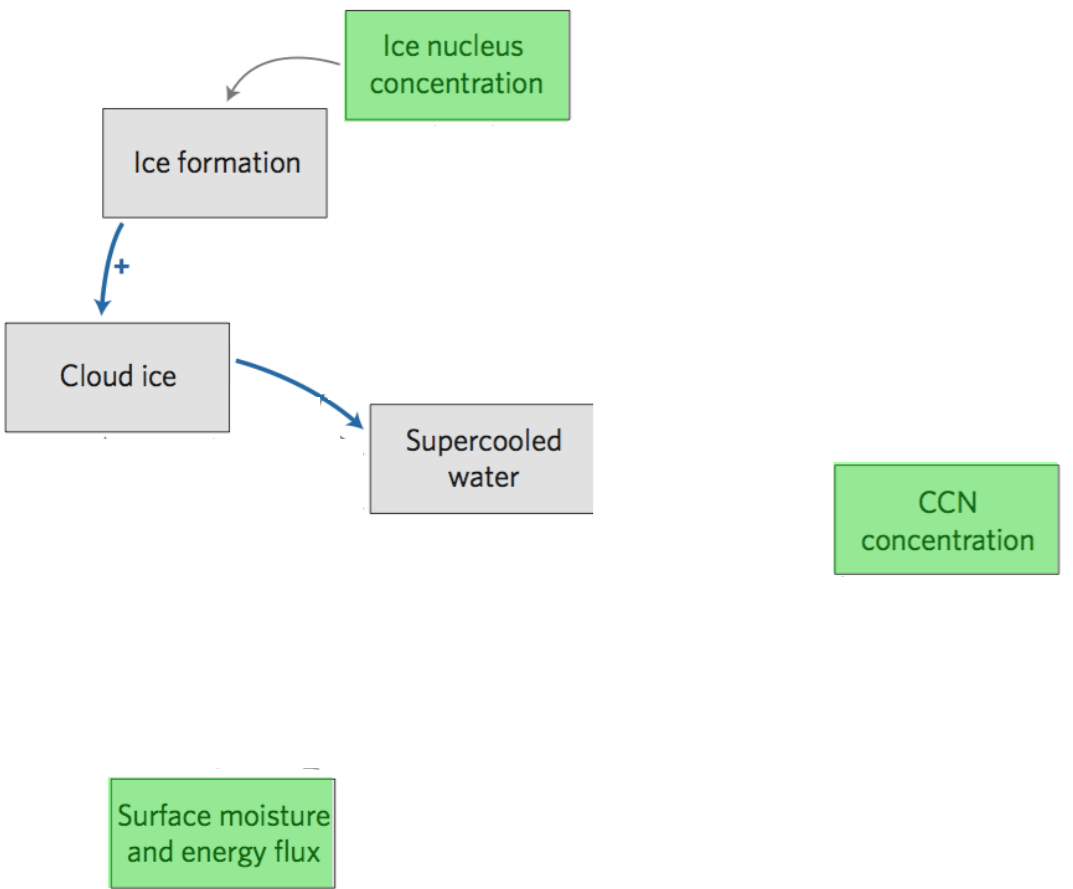 Ice nucleus
concentration
Ice formation
+
Cloud ice
Supercooled
water
CCN
concentration
Surface moisture
and energy flux